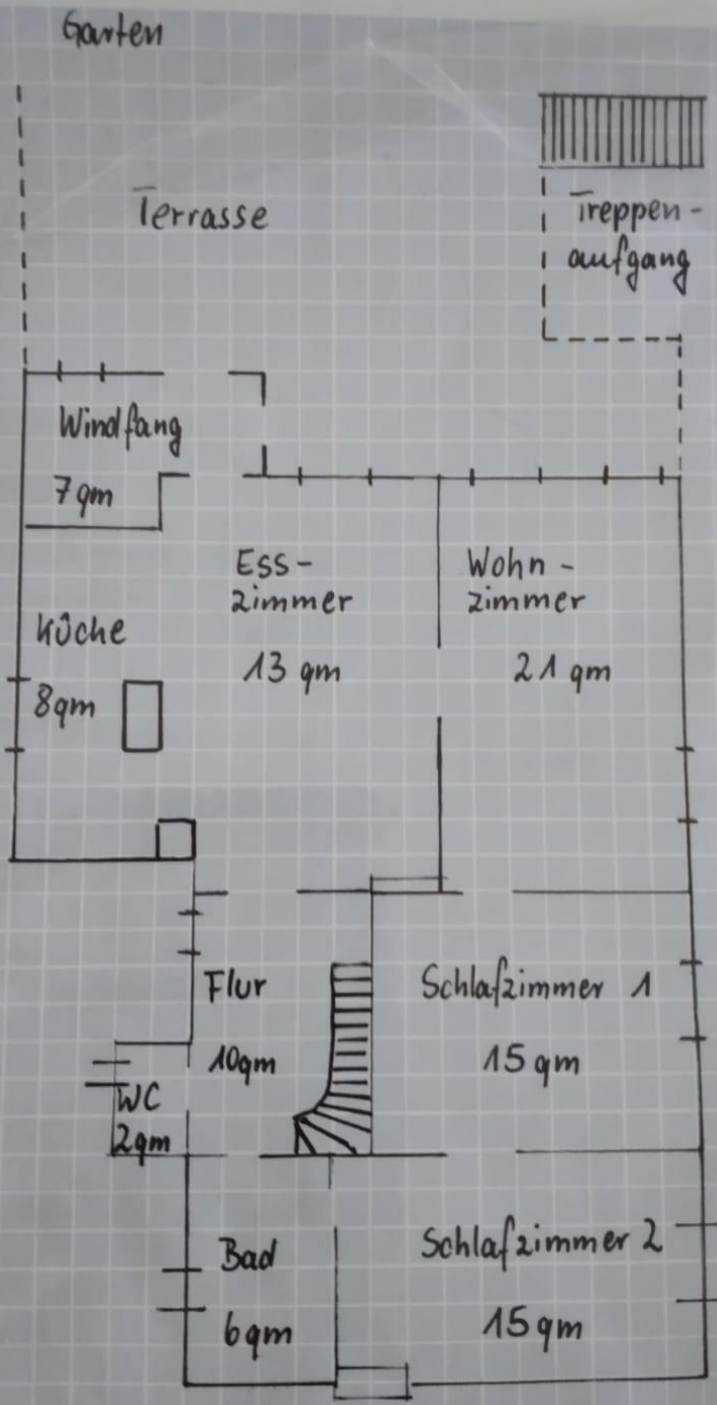 Garten
Terrasse
Treppen-
aufgang
Windfang
7qm
Ess-
zimmer
13 qm
Wohn-
zimmer
21 qm
Küche
8qm
Flur
10qm
Schlafzimmer 1
15 qm
WC
2qm
Bad
6qm
Schlafzimmer 2
15 qm